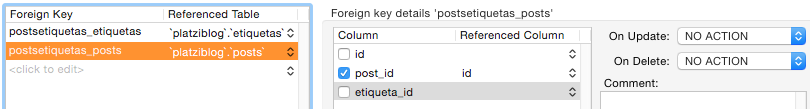 Foreign Key Referenced Table
postsetiquetas_etiquetas `platziblog`.`etiquetas`
postsetiquetas_posts `platziblog`.`posts`
<click to edit>
Foreign key details 'postsetiquetas_posts'
Column Referenced Column
id
post_id id
etiqueta_id
On Update: NO ACTION
On Delete: NO ACTION
Comment: